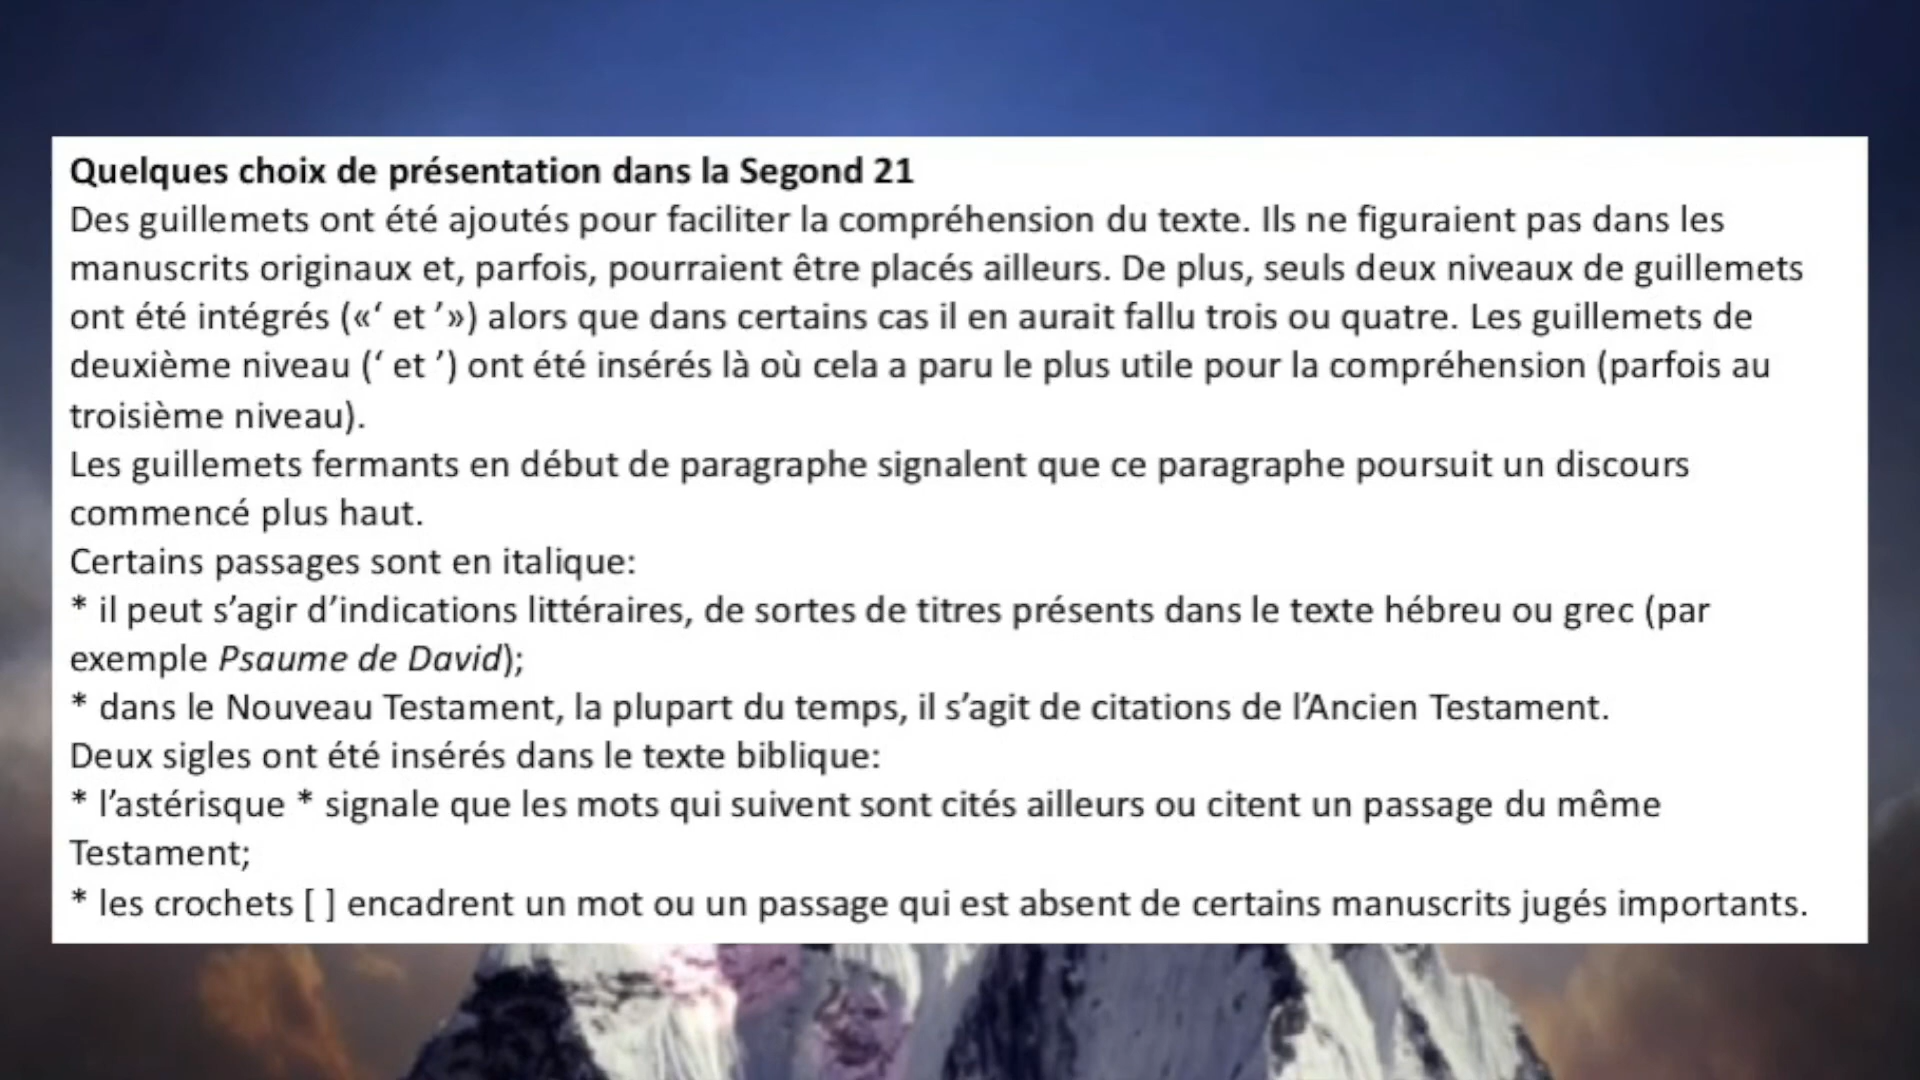 Quelques choix de présentation dans la Segond 21
Des guillemets ont été ajoutés pour faciliter la compréhension du texte. Ils ne figuraient pas dans les
manuscrits originaux et, parfois, pourraient être placés ailleurs. De plus, seuls deux niveaux de guillemets
ont été intégrés («‘ et ’») alors que dans certains cas il en aurait fallu trois ou quatre. Les guillemets de
deuxième niveau (‘ et ’) ont été insérés là où cela a paru le plus utile pour la compréhension (parfois au
troisième niveau).
Les guillemets fermants en début de paragraphe signalent que ce paragraphe poursuit un discours
commencé plus haut.
Certains passages sont en italique:
* il peut s’agir d’indications littéraires, de sortes de titres présents dans le texte hébreu ou grec (par
exemple Psaume de David);
* dans le Nouveau Testament, la plupart du temps, il s’agit de citations de l’Ancien Testament.
Deux sigles ont été insérés dans le texte biblique:
* l’astérisque * signale que les mots qui suivent sont cités ailleurs ou citent un passage du même
Testament;
* les crochets [ ] encadrent un mot ou un passage qui est absent de certains manuscrits jugés importants.